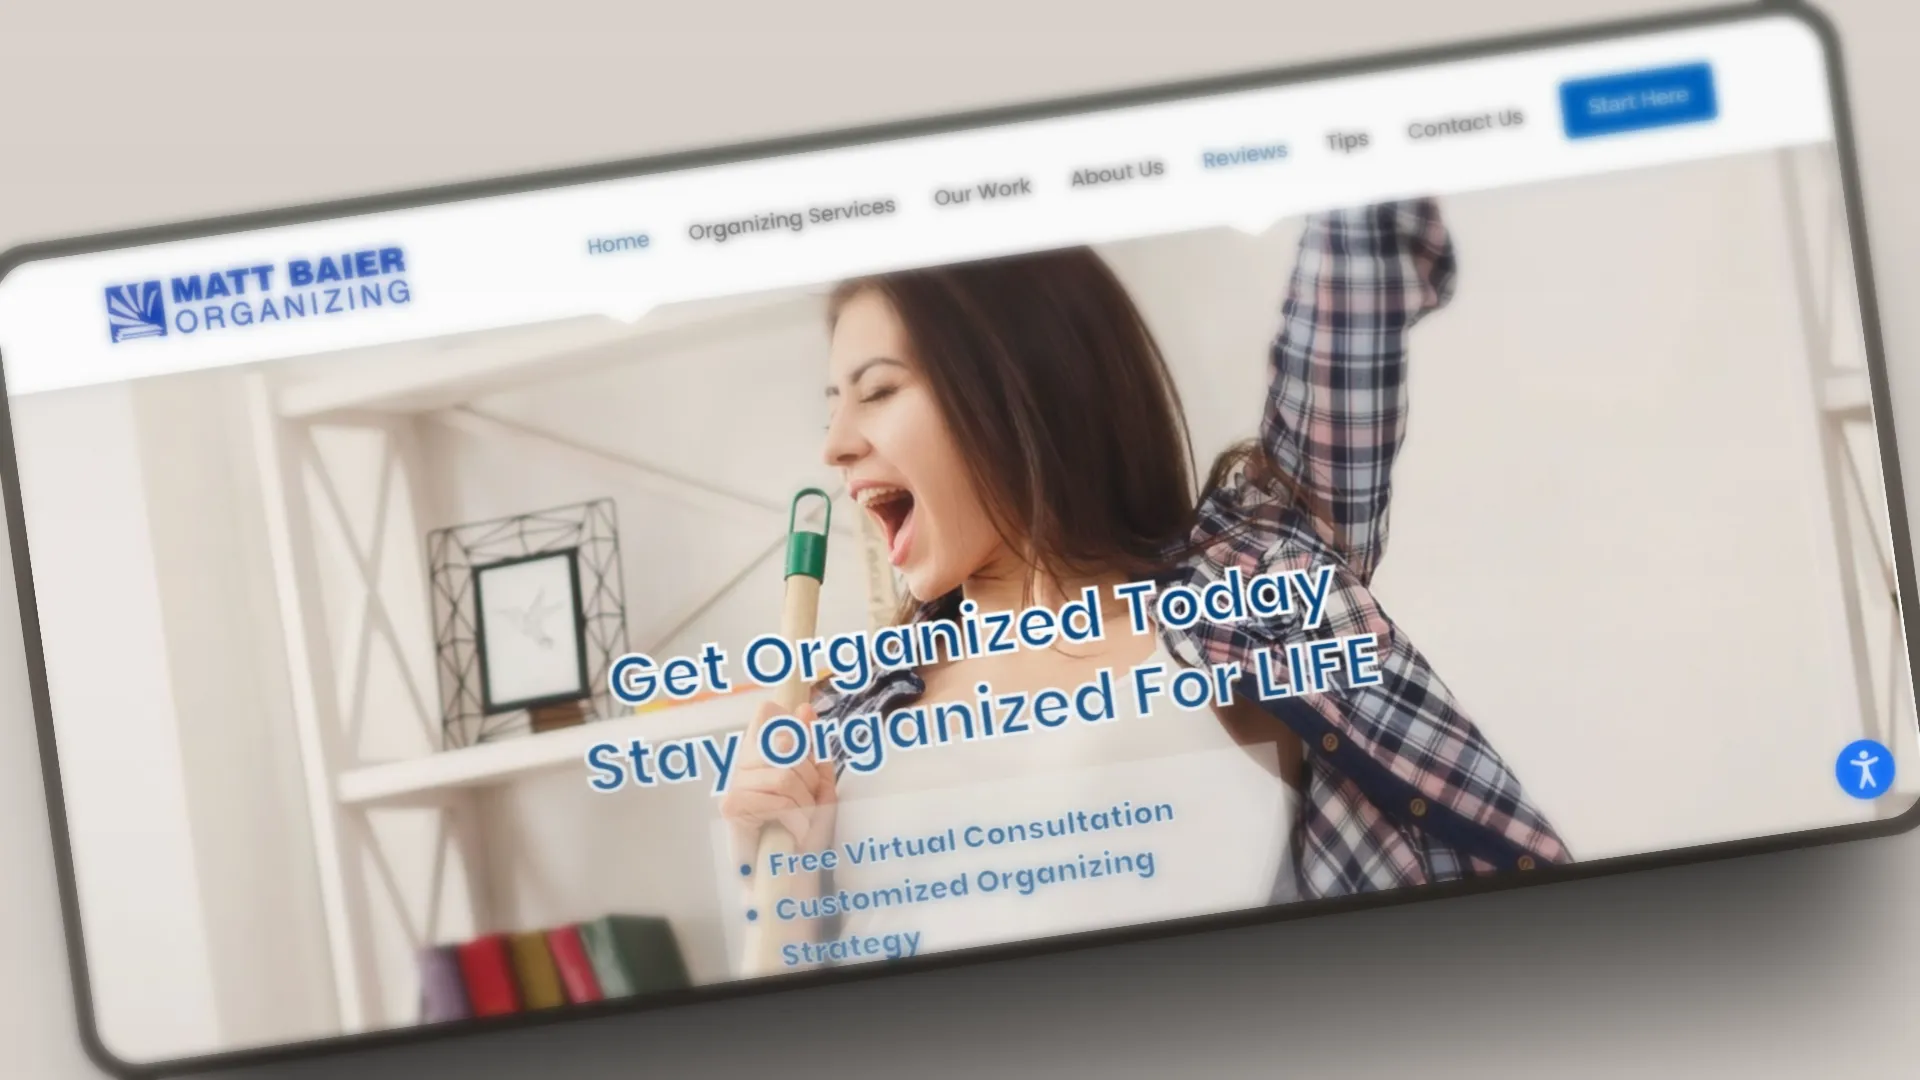 MATT BAIER
ORGANIZING
Home
Organizing Services
Our Work
About Us
Reviews
Tips
Contact Us
Start Here
Get Organized Today
Stay Organized For LIFE
• Free Virtual Consultation
• Customized Organizing
Strategy